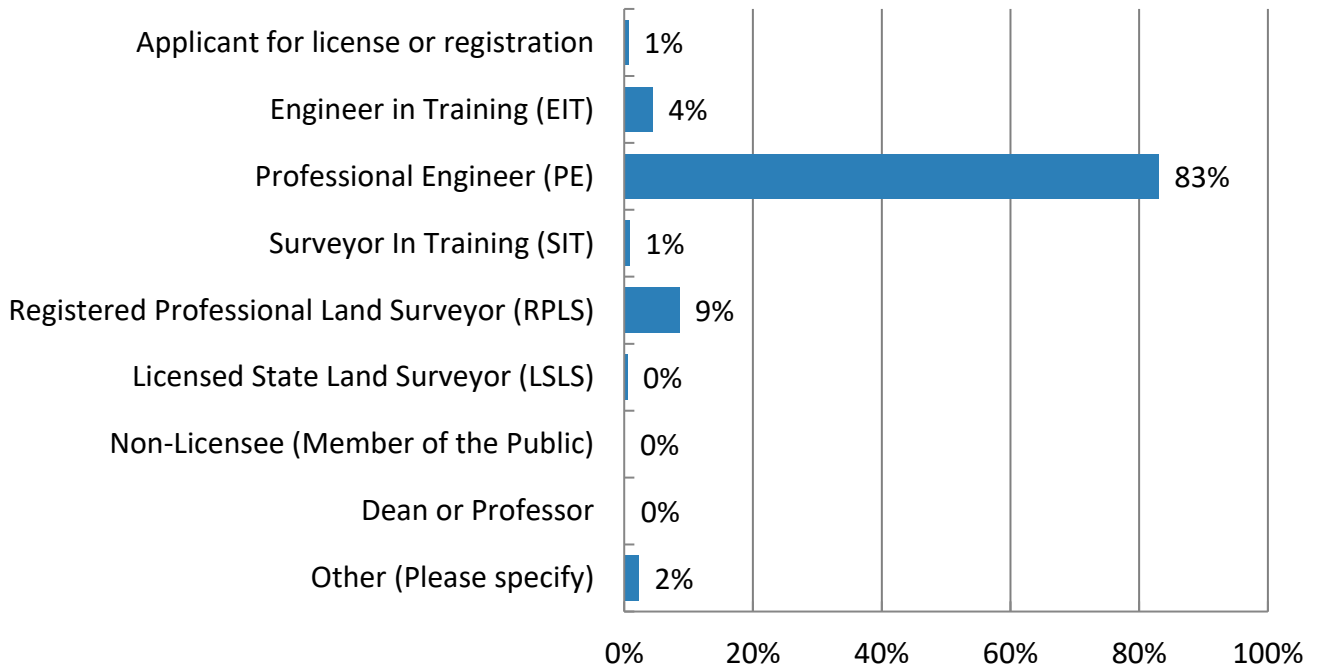 Applicant for license or registration 1%
Engineer in Training (EIT) 4%
Professional Engineer (PE) 83%
Surveyor In Training (SIT) 1%
Registered Professional Land Surveyor (RPLS) 9%
Licensed State Land Surveyor (LSLS) 0%
Non-Licensee (Member of the Public) 0%
Dean or Professor 0%
Other (Please specify) 2%
0% 20% 40% 60% 80% 100%